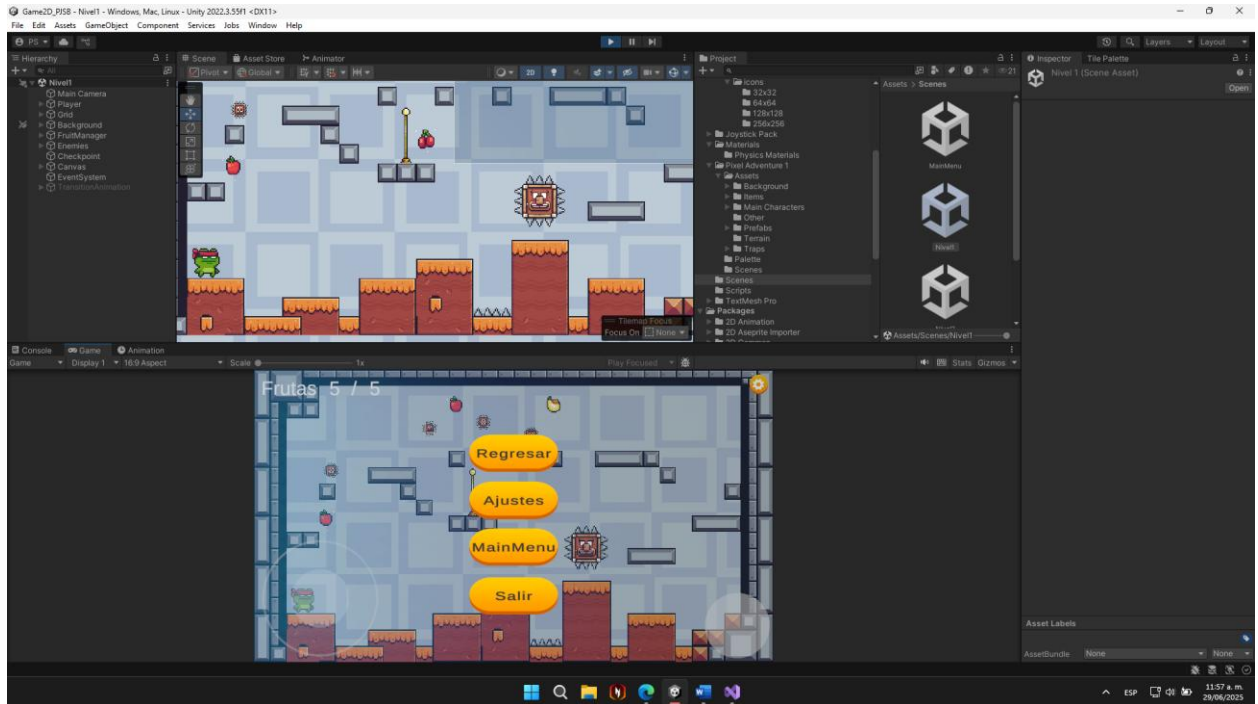 Game2D_PJSB - Nivel1 - Windows, Mac, Linux - Unity 2022.3.55f1 <DX11>
File Edit Assets GameObject Component Services Jobs Window Help
PS
Layers Layout
Hierarchy
All
Nivel1
Main Camera
Player
Grid
Background
FruitManager
Enemies
Checkpoint
Canvas
EventSystem
TransitionAnimation
Scene Asset Store Animator
Pivot Global 2D
Tilemap Focus
Focus On None
Project
21
Icons
32x32
64x64
128x128
256x256
Joystick Pack
Materials
Physics Materials
Pixel Adventure 1
Assets
Background
Items
Main Characters
Other
Prefabs
Terrain
Traps
Palette
Scenes
Scenes
Scripts
TextMesh Pro
Packages
2D Animation
2D Aseprite Importer
Assets > Scenes
MainMenu
Nivel1
Assets/Scenes/Nivel1
Inspector Tile Palette
Nivel 1 (Scene Asset)
Open
Asset Labels
AssetBundle None None
Console Game Animation
Game Display 1 16:9 Aspect Scale 1x Play Focused Stats Gizmos
Frutas 5 / 5
Regresar
Ajustes
MainMenu
Salir
ESP
11:57 a. m.
29/06/2025